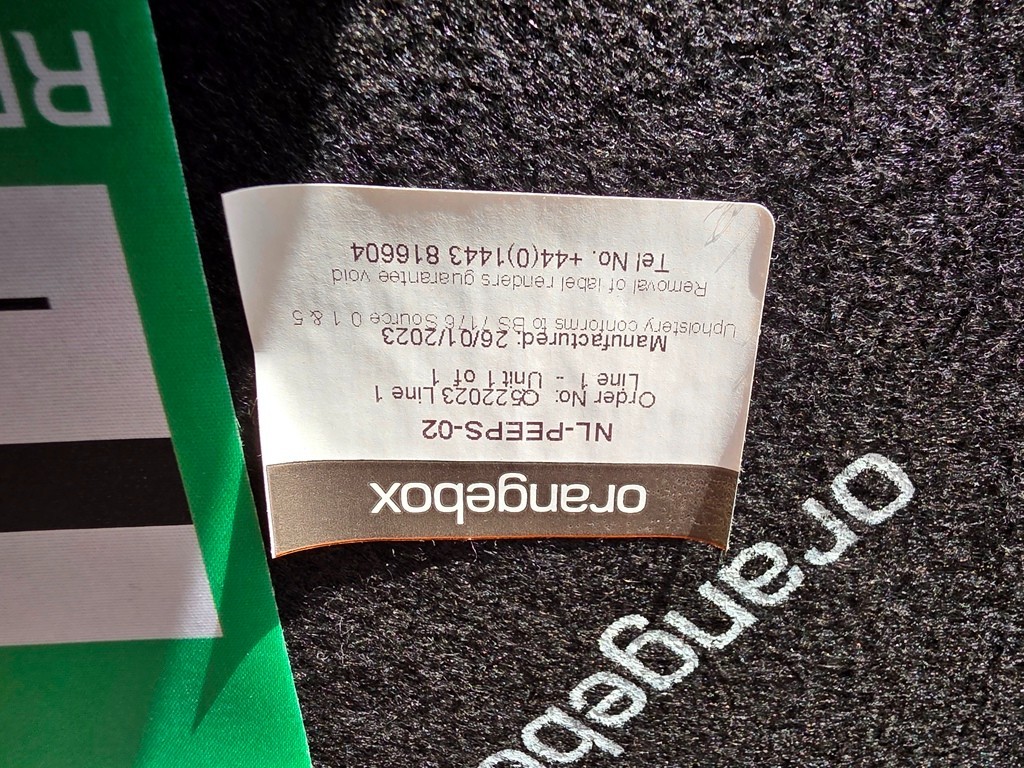 orangebox
NL-PEEPS-02
Order No: Q522023 Line 1
Line 1 - Unit 1 of 1
Manufactured: 26/01/2023
Upholstery conforms to BS 7176 Source 0 1 & 5
Removal of label renders guarantee void
Tel No. +44(0)1443 816604
orangebo